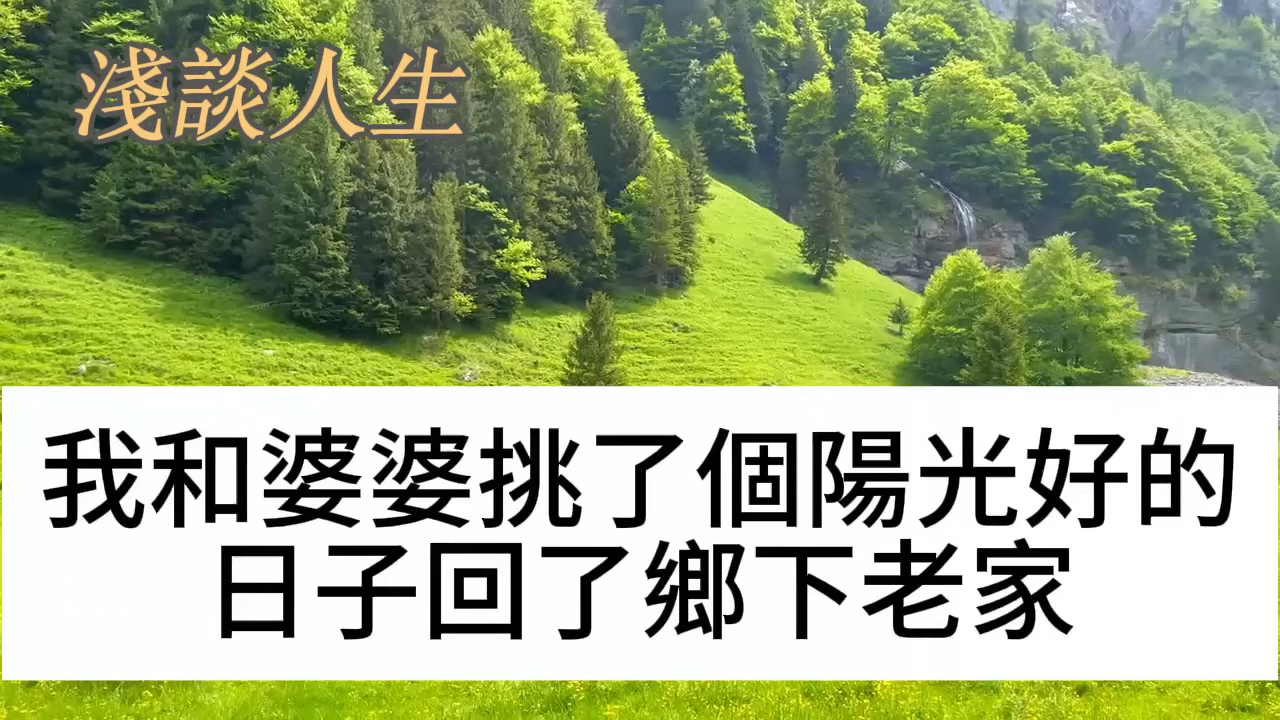 淺談人生
我和婆婆挑了個陽光好的
日子回了鄉下老家